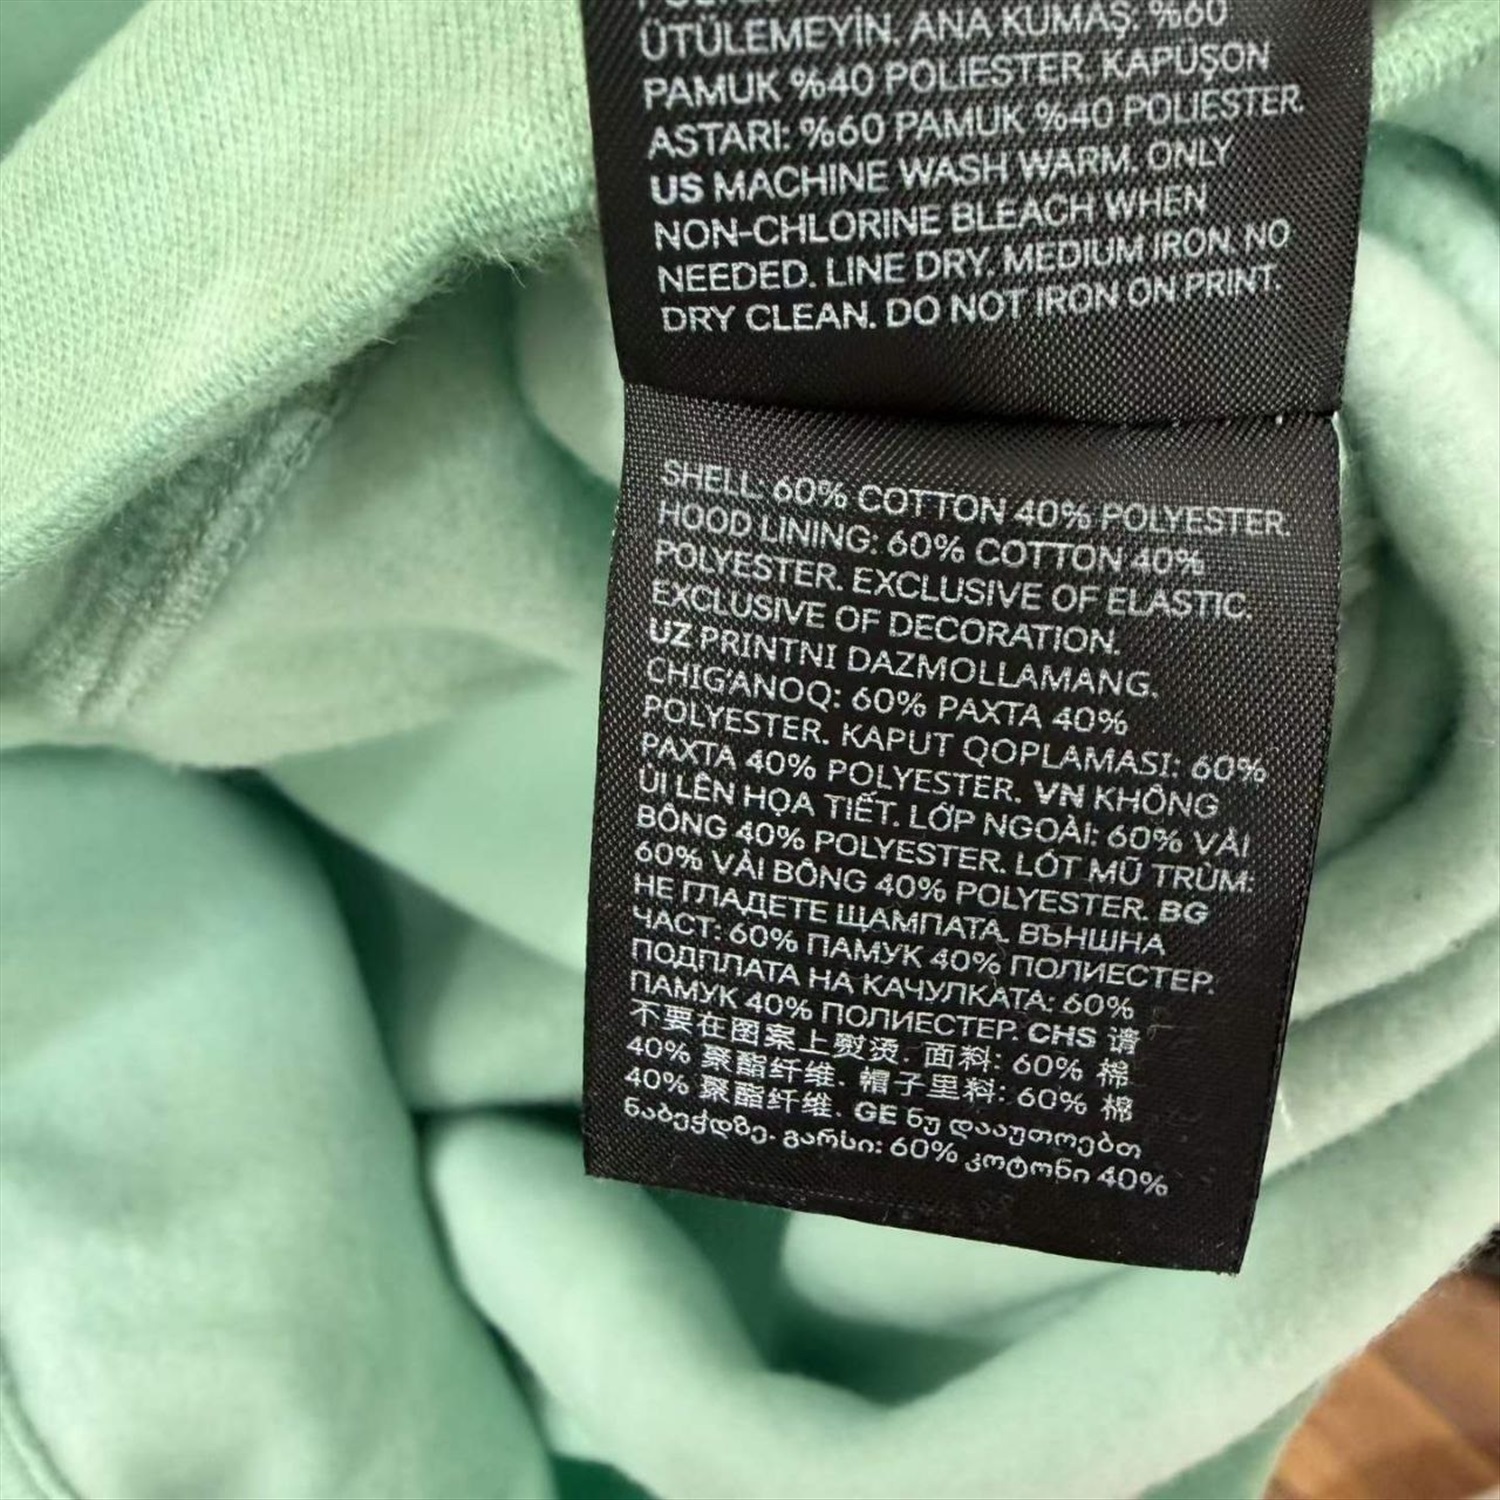 ÜTÜLEMEYİN. ANA KUMAŞ: %60
PAMUK %40 POLIESTER. KAPÜŞON
ASTARI: %60 PAMUK %40 POLIESTER.
US MACHINE WASH WARM. ONLY
NON-CHLORINE BLEACH WHEN
NEEDED. LINE DRY. MEDIUM IRON. NO
DRY CLEAN. DO NOT IRON ON PRINT.
SHELL: 60% COTTON 40% POLYESTER.
HOOD LINING: 60% COTTON 40%
POLYESTER. EXCLUSIVE OF ELASTIC.
EXCLUSIVE OF DECORATION.
UZ PRINTNI DAZMOLLAMANG.
CHIG'ANOQ: 60% PAXTA 40%
POLYESTER. KAPUT QOPLAMASI: 60%
PAXTA 40% POLYESTER. VN KHÔNG
ỦI LÊN HỌA TIẾT. LỚP NGOÀI: 60% VẢI
BÔNG 40% POLYESTER. LÓT MŨ TRÙM:
60% VẢI BÔNG 40% POLYESTER. BG
НЕ ГЛАДЕТЕ ЩАМПАТА. ВЪНШНА
ЧАСТ: 60% ПАМУК 40% ПОЛИЕСТЕР.
ПОДПЛАТА НА КАЧУЛКАТА: 60%
ПАМУК 40% ПОЛИЕСТЕР. CHS 请
不要在图案上熨烫. 面料: 60% 棉
40% 聚酯纤维. 帽子里料: 60% 棉
40% 聚酯纤维. GE ნუ დააუთოებთ
ნაბეჭდზე. გარსი: 60% კოტონი 40%